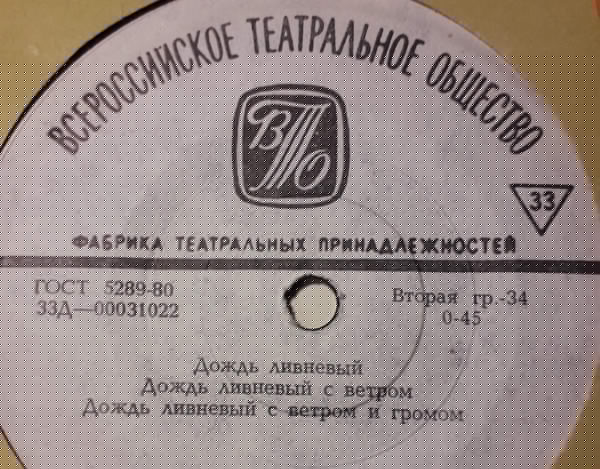 ВСЕРОССИЙСКОЕ ТЕАТРАЛЬНОЕ ОБЩЕСТВО
ВТО
33
ФАБРИКА ТЕАТРАЛЬНЫХ ПРИНАДЛЕЖНОСТЕЙ
ГОСТ 5289-80
33Д—00031022
Вторая гр.-34
0-45
Дождь ливневый
Дождь ливневый с ветром
Дождь ливневый с ветром и громом